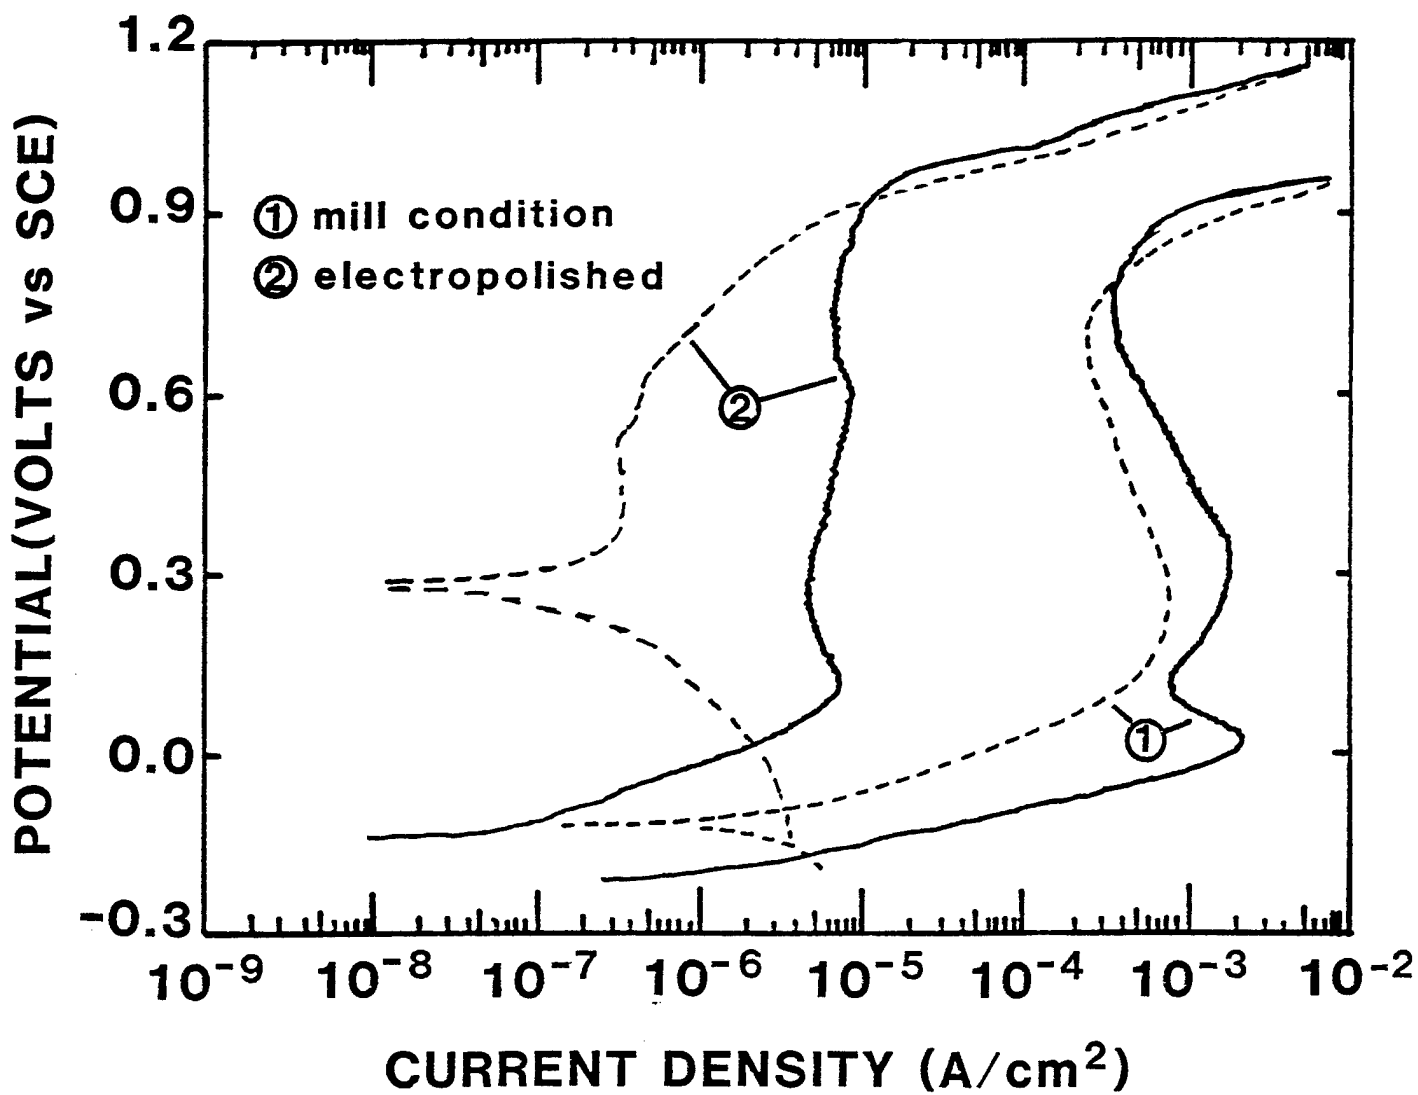 1.2
0.9
0.6
0.3
0.0
-0.3
POTENTIAL(VOLTS vs SCE)
① mill condition
② electropolished
②
①
10⁻⁹ 10⁻⁸ 10⁻⁷ 10⁻⁶ 10⁻⁵ 10⁻⁴ 10⁻³ 10⁻²
CURRENT DENSITY (A/cm²)